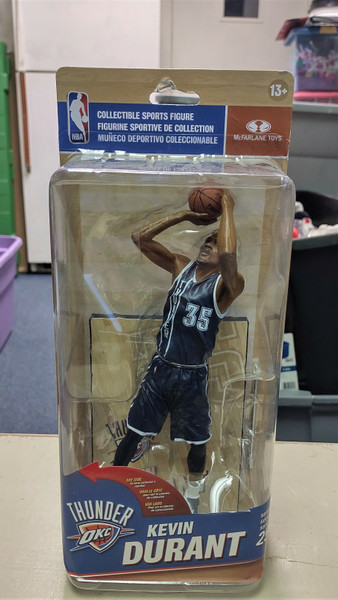 13+
NBA
COLLECTIBLE SPORTS FIGURE
FIGURINE SPORTIVE DE COLLECTION
MUÑECO DEPORTIVO COLECCIONABLE
McFARLANE TOYS
35
THUNDER
OKC
KEVIN
DURANT